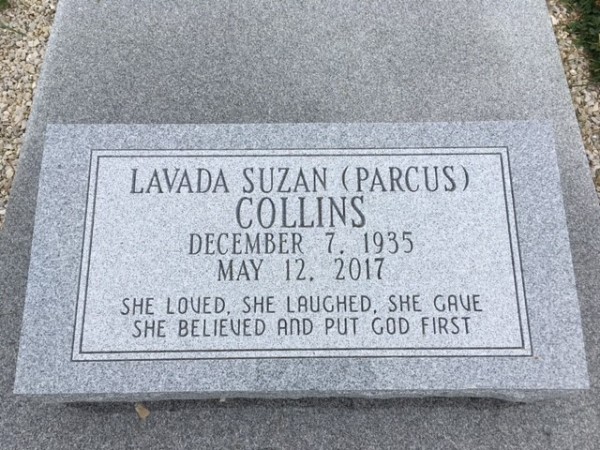 LAVADA SUZAN (PARCUS)
COLLINS
DECEMBER 7, 1935
MAY 12, 2017
SHE LOVED, SHE LAUGHED, SHE GAVE
SHE BELIEVED AND PUT GOD FIRST